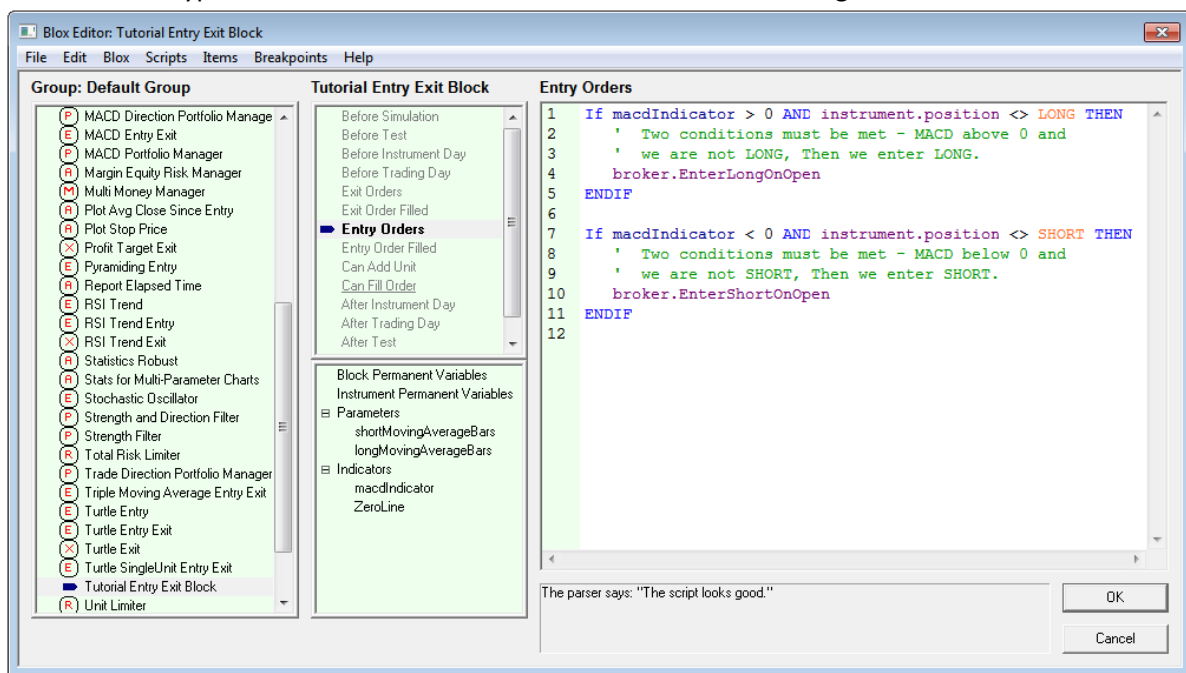 Blox Editor: Tutorial Entry Exit Block
File Edit Blox Scripts Items Breakpoints Help
Group: Default Group
P MACD Direction Portfolio Manage
E MACD Entry Exit
P MACD Portfolio Manager
A Margin Equity Risk Manager
M Multi Money Manager
A Plot Avg Close Since Entry
A Plot Stop Price
X Profit Target Exit
E Pyramiding Entry
A Report Elapsed Time
E RSI Trend
E RSI Trend Entry
X RSI Trend Exit
A Statistics Robust
A Stats for Multi-Parameter Charts
E Stochastic Oscillator
P Strength and Direction Filter
P Strength Filter
R Total Risk Limiter
P Trade Direction Portfolio Manager
E Triple Moving Average Entry Exit
E Turtle Entry
E Turtle Entry Exit
X Turtle Exit
E Turtle SingleUnit Entry Exit
Tutorial Entry Exit Block
R Unit Limiter
Tutorial Entry Exit Block
Before Simulation
Before Test
Before Instrument Day
Before Trading Day
Exit Orders
Exit Order Filled
Entry Orders
Entry Order Filled
Can Add Unit
Can Fill Order
After Instrument Day
After Trading Day
After Test
Block Permanent Variables
Instrument Permanent Variables
Parameters
shortMovingAverageBars
longMovingAverageBars
Indicators
macdIndicator
ZeroLine
Entry Orders
1 If macdIndicator > 0 AND instrument.position <> LONG THEN
2 ' Two conditions must be met - MACD above 0 and
3 ' we are not LONG, Then we enter LONG.
4 broker.EnterLongOnOpen
5 ENDIF
6
7 If macdIndicator < 0 AND instrument.position <> SHORT THEN
8 ' Two conditions must be met - MACD below 0 and
9 ' we are not SHORT, Then we enter SHORT.
10 broker.EnterShortOnOpen
11 ENDIF
12
The parser says: "The script looks good."
OK
Cancel